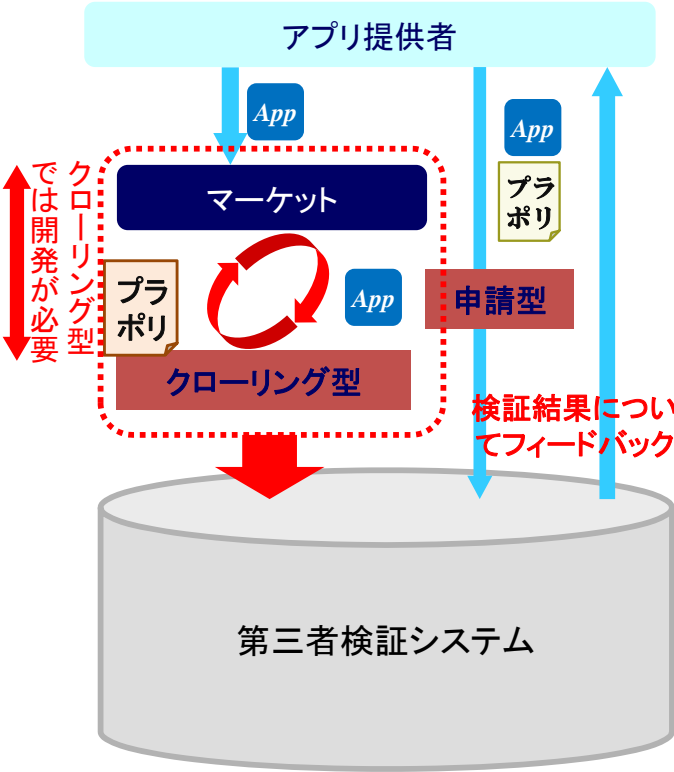 アプリ提供者
App
App
プラ
ポリ
マーケット
クローリング型
では開発が必要
プラ
ポリ
App
申請型
クローリング型
検証結果につい
てフィードバック
第三者検証システム